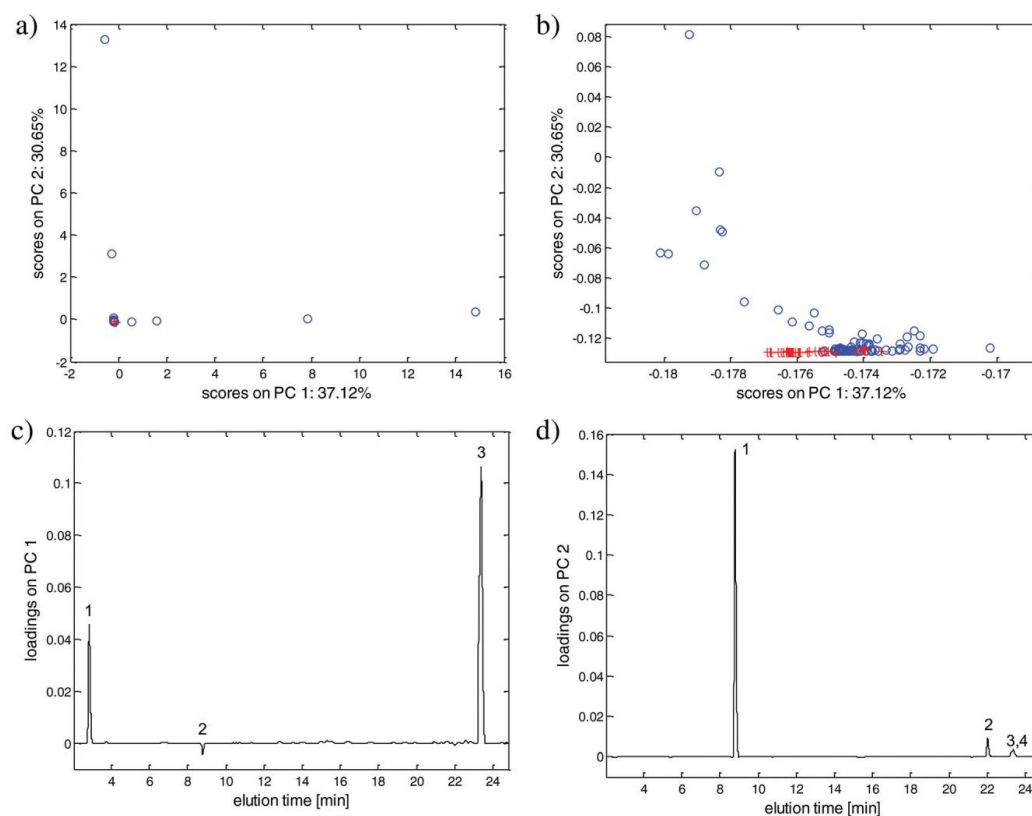 a)
14
12
10
8
6
4
2
0
-2
-2 0 2 4 6 8 10 12 14 16
scores on PC 2: 30.65%
scores on PC 1: 37.12%
b)
0.08
0.06
0.04
0.02
0
-0.02
-0.04
-0.06
-0.08
-0.1
-0.12
-0.18 -0.178 -0.176 -0.174 -0.172 -0.17
scores on PC 2: 30.65%
scores on PC 1: 37.12%
c)
0.12
0.1
0.08
0.06
0.04
0.02
0
1
2
3
4 6 8 10 12 14 16 18 20 22 24
loadings on PC 1
elution time [min]
d)
0.16
0.14
0.12
0.1
0.08
0.06
0.04
0.02
0
1
2
3,4
4 6 8 10 12 14 16 18 20 22 24
loadings on PC 2
elution time [min]